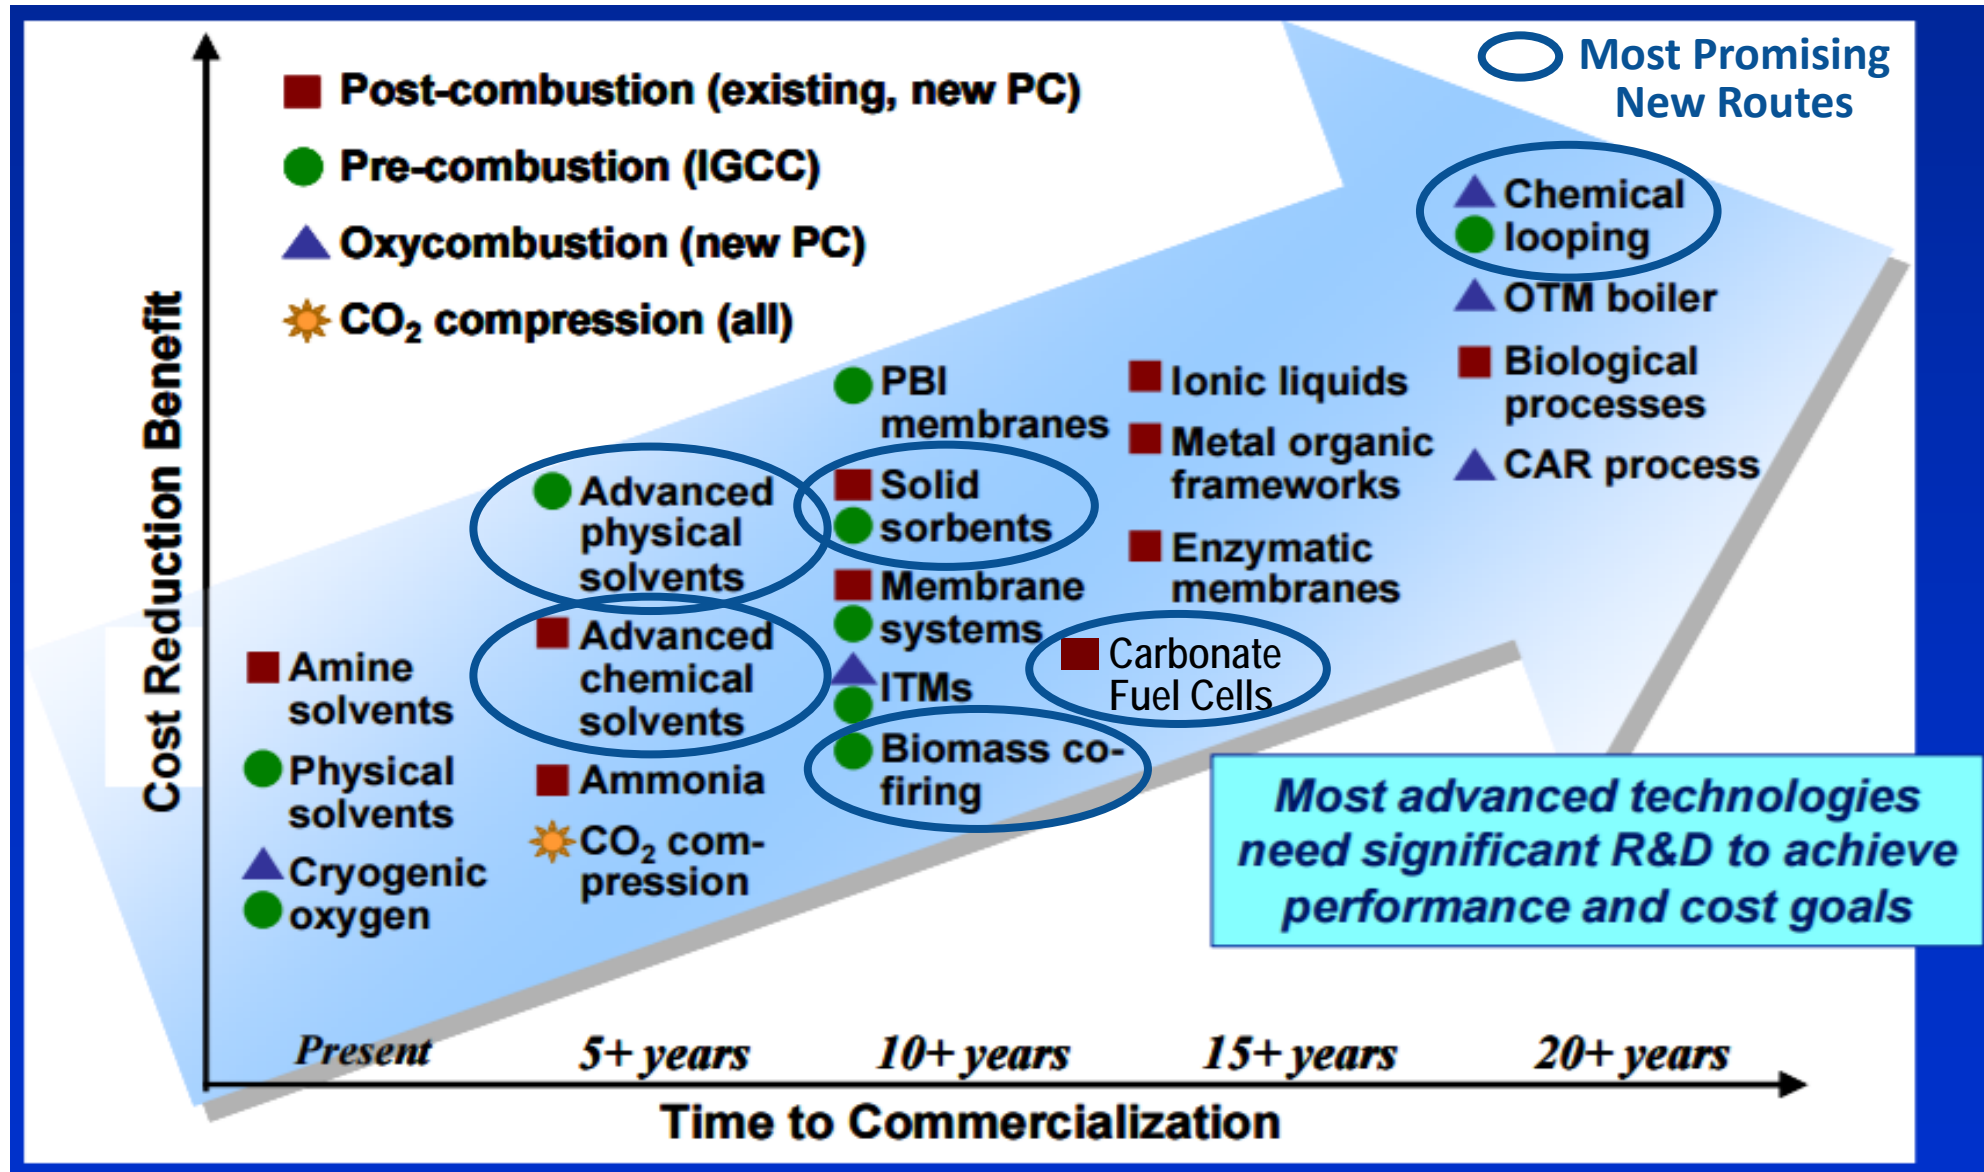 Most Promising
New Routes
Post-combustion (existing, new PC)
Pre-combustion (IGCC)
Oxycombustion (new PC)
CO₂ compression (all)
Cost Reduction Benefit
Amine
solvents
Physical
solvents
Cryogenic
oxygen
Advanced
physical
solvents
Advanced
chemical
solvents
Ammonia
CO₂ com-
pression
PBI
membranes
Solid
sorbents
Membrane
systems
ITMs
Biomass co-
firing
Ionic liquids
Metal organic
frameworks
Enzymatic
membranes
Carbonate
Fuel Cells
Chemical
looping
OTM boiler
Biological
processes
CAR process
Most advanced technologies
need significant R&D to achieve
performance and cost goals
Present 5+ years 10+ years 15+ years 20+ years
Time to Commercialization